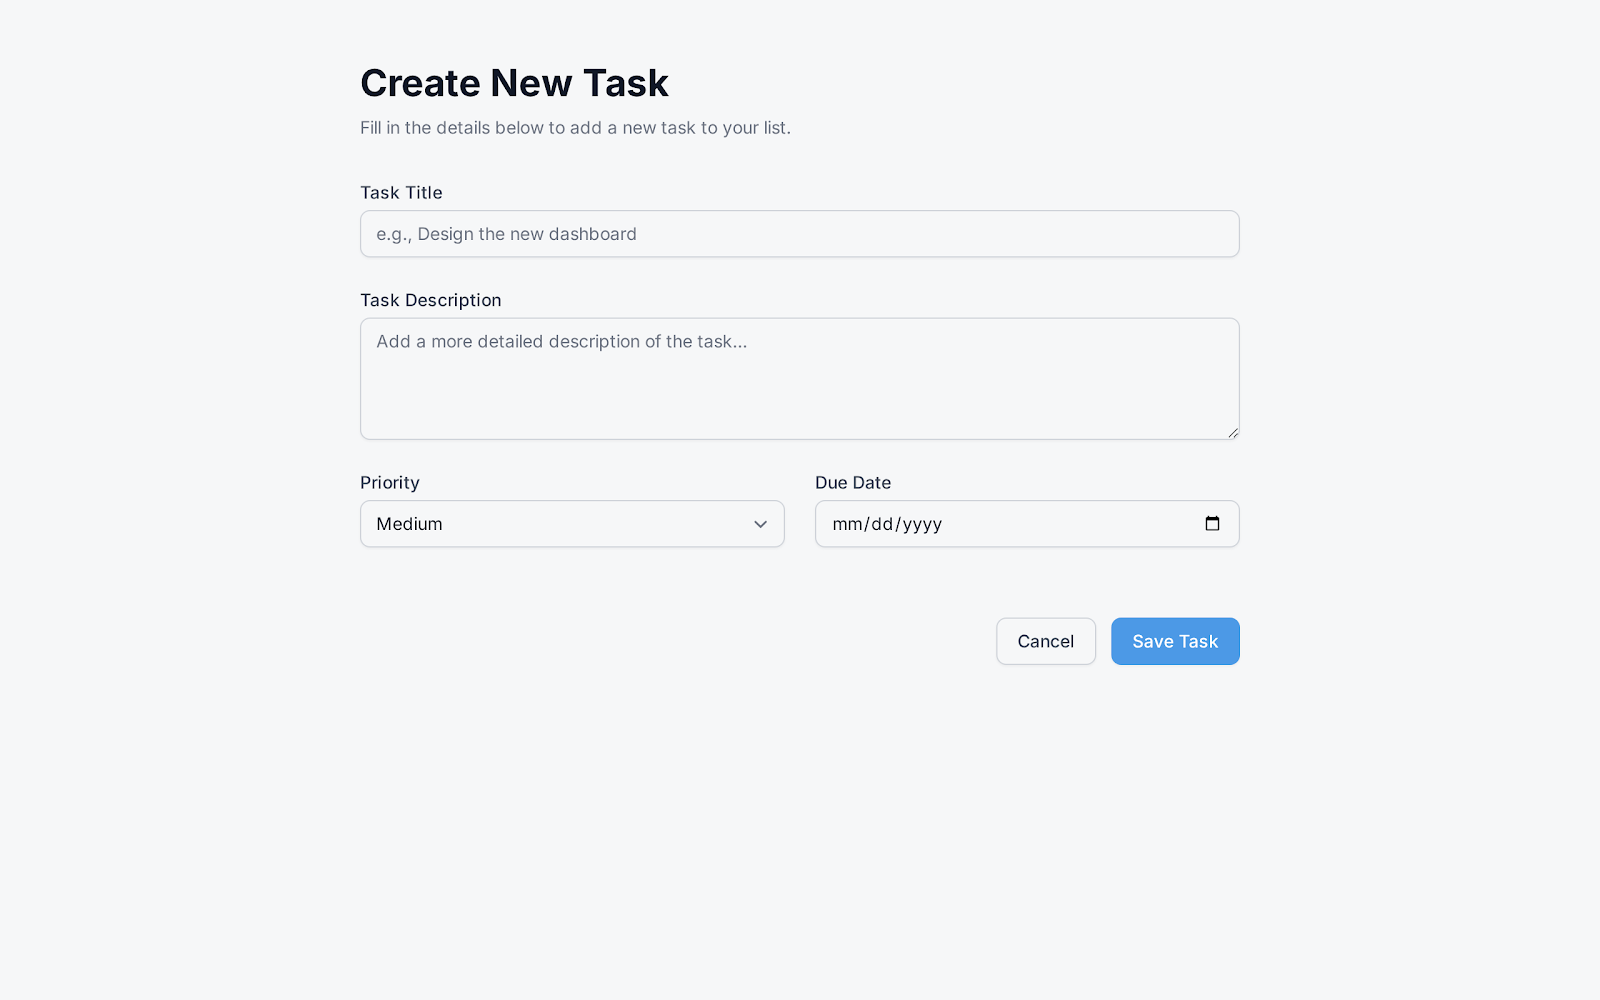 Create New Task
Fill in the details below to add a new task to your list.
Task Title
e.g., Design the new dashboard
Task Description
Add a more detailed description of the task...
Priority
Due Date
Medium
mm/dd/yyyy
Cancel
Save Task